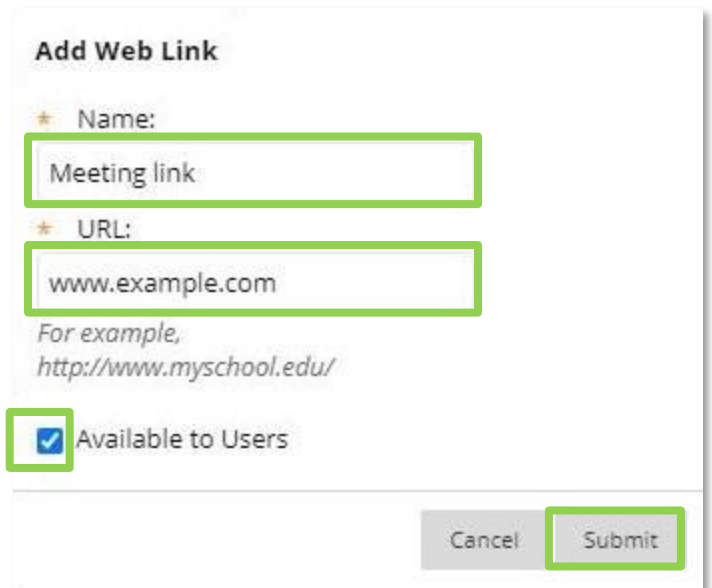 Add Web Link
* Name:
Meeting link
* URL:
www.example.com
For example,
http://www.myschool.edu/
Available to Users
Cancel Submit